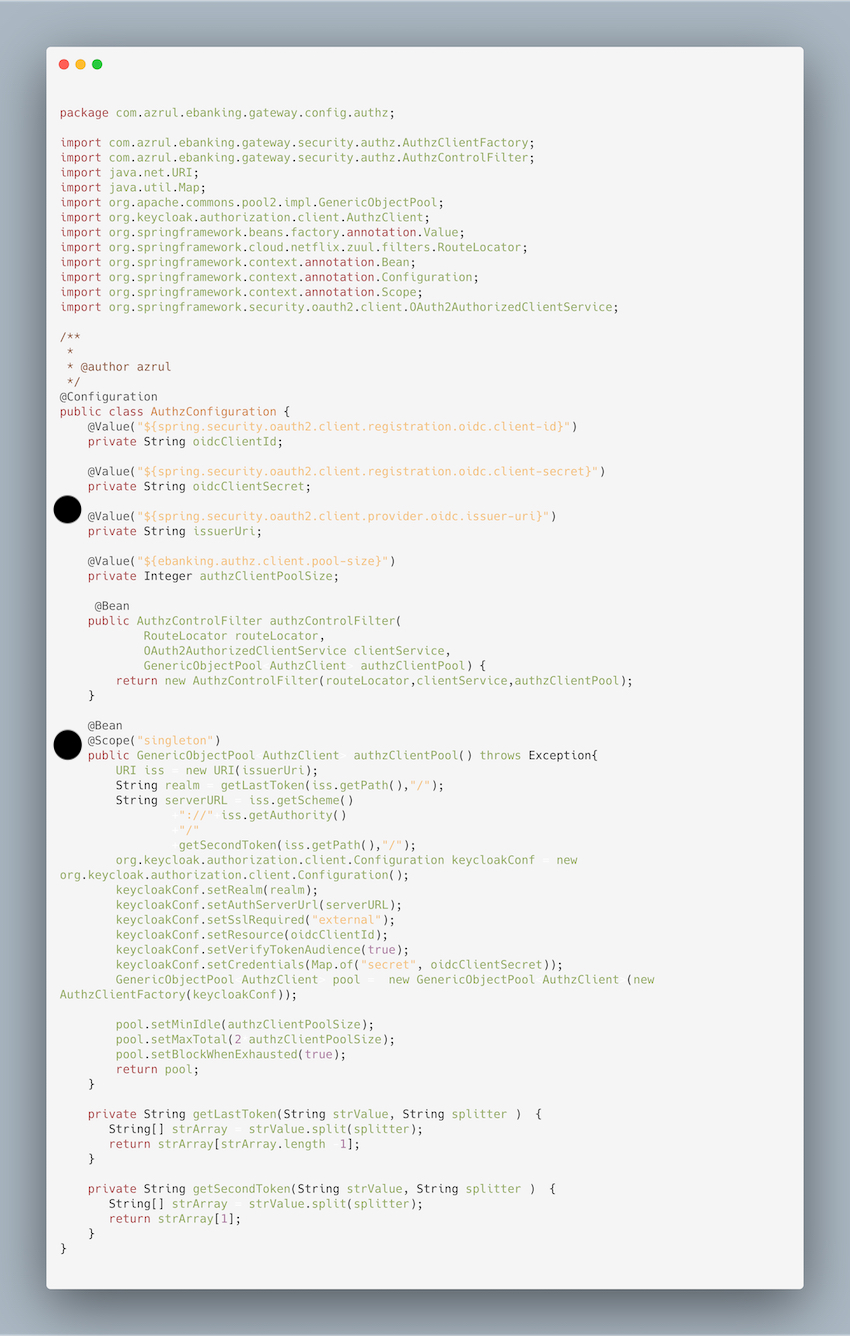 package com.azrul.ebanking.gateway.config.authz;
import com.azrul.ebanking.gateway.security.authz.AuthzClientFactory;
import com.azrul.ebanking.gateway.security.authz.AuthzControlFilter;
import java.net.URI;
import java.util.Map;
import org.apache.commons.pool2.impl.GenericObjectPool;
import org.keycloak.authorization.client.AuthzClient;
import org.springframework.beans.factory.annotation.Value;
import org.springframework.cloud.netflix.zuul.filters.RouteLocator;
import org.springframework.context.annotation.Bean;
import org.springframework.context.annotation.Configuration;
import org.springframework.context.annotation.Scope;
import org.springframework.security.oauth2.client.OAuth2AuthorizedClientService;
/**
 *
 * @author azrul
 */
@Configuration
public class AuthzConfiguration {
    @Value("${spring.security.oauth2.client.registration.oidc.client-id}")
    private String oidcClientId;
    @Value("${spring.security.oauth2.client.registration.oidc.client-secret}")
    private String oidcClientSecret;
    @Value("${spring.security.oauth2.client.provider.oidc.issuer-uri}")
    private String issuerUri;
    @Value("${ebanking.authz.client.pool-size}")
    private Integer authzClientPoolSize;
     @Bean
    public AuthzControlFilter authzControlFilter(
            RouteLocator routeLocator,
            OAuth2AuthorizedClientService clientService,
            GenericObjectPool AuthzClient  authzClientPool) {
        return new AuthzControlFilter(routeLocator,clientService,authzClientPool);
    }
    @Bean
    @Scope("singleton")
    public GenericObjectPool AuthzClient  authzClientPool() throws Exception{
        URI iss   new URI(issuerUri);
        String realm   getLastToken(iss.getPath(),"/");
        String serverURL   iss.getScheme()
                +"://" iss.getAuthority()
                +"/"
                +getSecondToken(iss.getPath(),"/");
        org.keycloak.authorization.client.Configuration keycloakConf   new
org.keycloak.authorization.client.Configuration();
        keycloakConf.setRealm(realm);
        keycloakConf.setAuthServerUrl(serverURL);
        keycloakConf.setSslRequired("external");
        keycloakConf.setResource(oidcClientId);
        keycloakConf.setVerifyTokenAudience(true);
        keycloakConf.setCredentials(Map.of("secret", oidcClientSecret));
        GenericObjectPool AuthzClient  pool    new GenericObjectPool AuthzClient (new
AuthzClientFactory(keycloakConf));
        pool.setMinIdle(authzClientPoolSize);
        pool.setMaxTotal(2 authzClientPoolSize);
        pool.setBlockWhenExhausted(true);
        return pool;
    }
    private String getLastToken(String strValue, String splitter )  {
       String[] strArray   strValue.split(splitter);
       return strArray[strArray.length  1];
    }
    private String getSecondToken(String strValue, String splitter )  {
       String[] strArray   strValue.split(splitter);
       return strArray[1];
    }
}